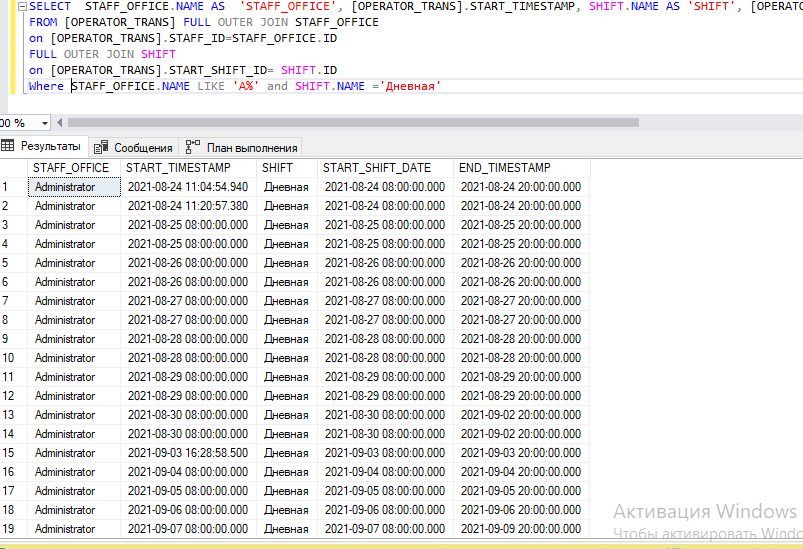 SELECT STAFF_OFFICE.NAME AS 'STAFF_OFFICE', [OPERATOR_TRANS].START_TIMESTAMP, SHIFT.NAME AS 'SHIFT', [OPERATO
FROM [OPERATOR_TRANS] FULL OUTER JOIN STAFF_OFFICE
on [OPERATOR_TRANS].STAFF_ID=STAFF_OFFICE.ID
FULL OUTER JOIN SHIFT
on [OPERATOR_TRANS].START_SHIFT_ID= SHIFT.ID
Where STAFF_OFFICE.NAME LIKE 'A%' and SHIFT.NAME ='Дневная'
00 %
Результаты Сообщения План выполнения
STAFF_OFFICE START_TIMESTAMP SHIFT START_SHIFT_DATE END_TIMESTAMP
1 Administrator 2021-08-24 11:04:54.940 Дневная 2021-08-24 08:00:00.000 2021-08-24 20:00:00.000
2 Administrator 2021-08-24 11:20:57.380 Дневная 2021-08-24 08:00:00.000 2021-08-24 20:00:00.000
3 Administrator 2021-08-25 08:00:00.000 Дневная 2021-08-25 08:00:00.000 2021-08-25 20:00:00.000
4 Administrator 2021-08-25 08:00:00.000 Дневная 2021-08-25 08:00:00.000 2021-08-25 20:00:00.000
5 Administrator 2021-08-26 08:00:00.000 Дневная 2021-08-26 08:00:00.000 2021-08-26 20:00:00.000
6 Administrator 2021-08-26 08:00:00.000 Дневная 2021-08-26 08:00:00.000 2021-08-26 20:00:00.000
7 Administrator 2021-08-27 08:00:00.000 Дневная 2021-08-27 08:00:00.000 2021-08-27 20:00:00.000
8 Administrator 2021-08-27 08:00:00.000 Дневная 2021-08-27 08:00:00.000 2021-08-27 20:00:00.000
9 Administrator 2021-08-28 08:00:00.000 Дневная 2021-08-28 08:00:00.000 2021-08-28 20:00:00.000
10 Administrator 2021-08-28 08:00:00.000 Дневная 2021-08-28 08:00:00.000 2021-08-28 20:00:00.000
11 Administrator 2021-08-29 08:00:00.000 Дневная 2021-08-29 08:00:00.000 2021-08-29 20:00:00.000
12 Administrator 2021-08-29 08:00:00.000 Дневная 2021-08-29 08:00:00.000 2021-08-29 20:00:00.000
13 Administrator 2021-08-30 08:00:00.000 Дневная 2021-08-30 08:00:00.000 2021-09-02 20:00:00.000
14 Administrator 2021-08-30 08:00:00.000 Дневная 2021-08-30 08:00:00.000 2021-09-02 20:00:00.000
15 Administrator 2021-09-03 16:28:58.500 Дневная 2021-09-03 08:00:00.000 2021-09-03 20:00:00.000
16 Administrator 2021-09-04 08:00:00.000 Дневная 2021-09-04 08:00:00.000 2021-09-04 20:00:00.000
17 Administrator 2021-09-05 08:00:00.000 Дневная 2021-09-05 08:00:00.000 2021-09-05 20:00:00.000
18 Administrator 2021-09-06 08:00:00.000 Дневная 2021-09-06 08:00:00.000 2021-09-06 20:00:00.000
19 Administrator 2021-09-07 08:00:00.000 Дневная 2021-09-07 08:00:00.000 2021-09-09 20:00:00.000
Активация Windows
Чтобы активировать Windo